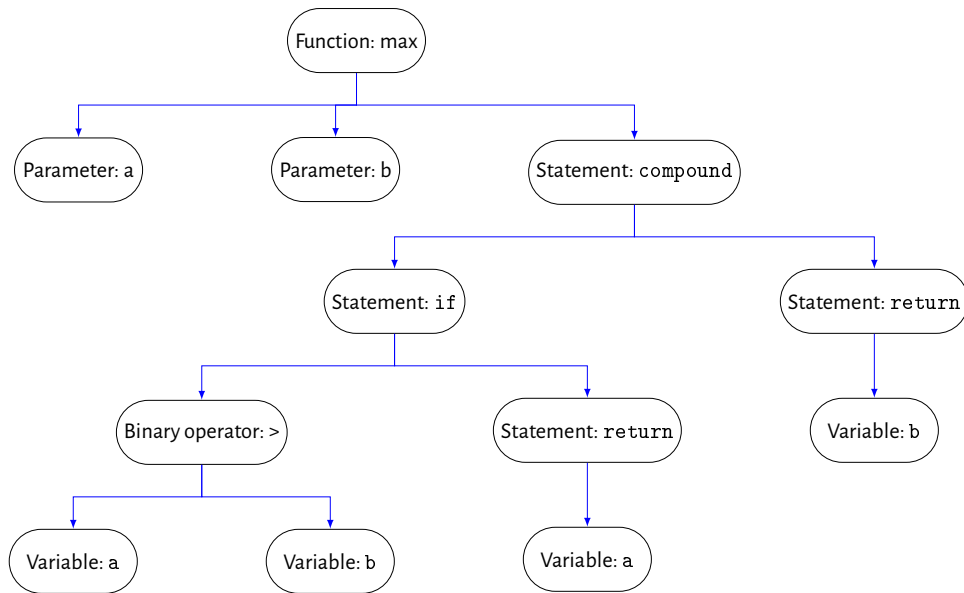 Function: max
Parameter: a
Parameter: b
Statement: compound
Statement: if
Statement: return
Binary operator: >
Statement: return
Variable: b
Variable: a
Variable: b
Variable: a